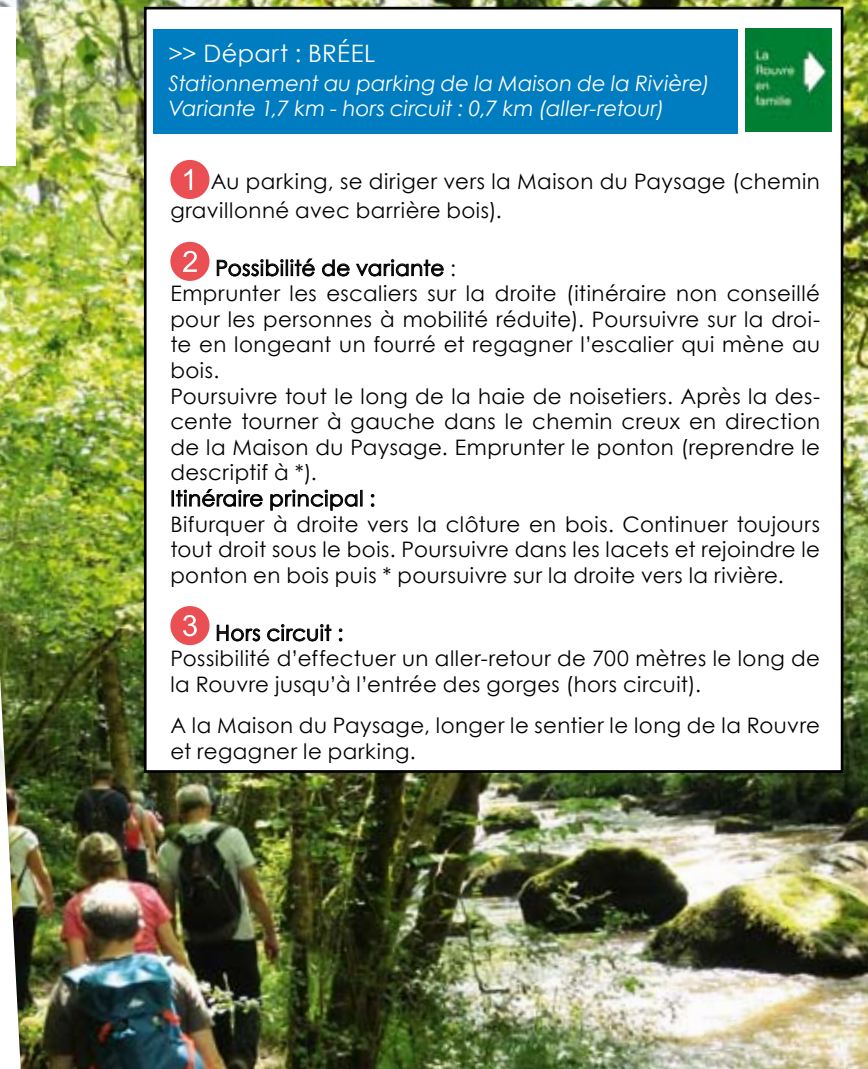 >> Départ : BRÉEL
Stationnement au parking de la Maison de la Rivière)
Variante 1,7 km - hors circuit : 0,7 km (aller-retour)
La
Rouvre
en
famille
1 Au parking, se diriger vers la Maison du Paysage (chemin
gravillonné avec barrière bois).
2 Possibilité de variante :
Emprunter les escaliers sur la droite (itinéraire non conseillé
pour les personnes à mobilité réduite). Poursuivre sur la droi-
te en longeant un fourré et regagner l'escalier qui mène au
bois.
Poursuivre tout le long de la haie de noisetiers. Après la des-
cente tourner à gauche dans le chemin creux en direction
de la Maison du Paysage. Emprunter le ponton (reprendre le
descriptif à *).
Itinéraire principal :
Bifurquer à droite vers la clôture en bois. Continuer toujours
tout droit sous le bois. Poursuivre dans les lacets et rejoindre le
ponton en bois puis * poursuivre sur la droite vers la rivière.
3 Hors circuit :
Possibilité d'effectuer un aller-retour de 700 mètres le long de
la Rouvre jusqu'à l'entrée des gorges (hors circuit).
A la Maison du Paysage, longer le sentier le long de la Rouvre
et regagner le parking.